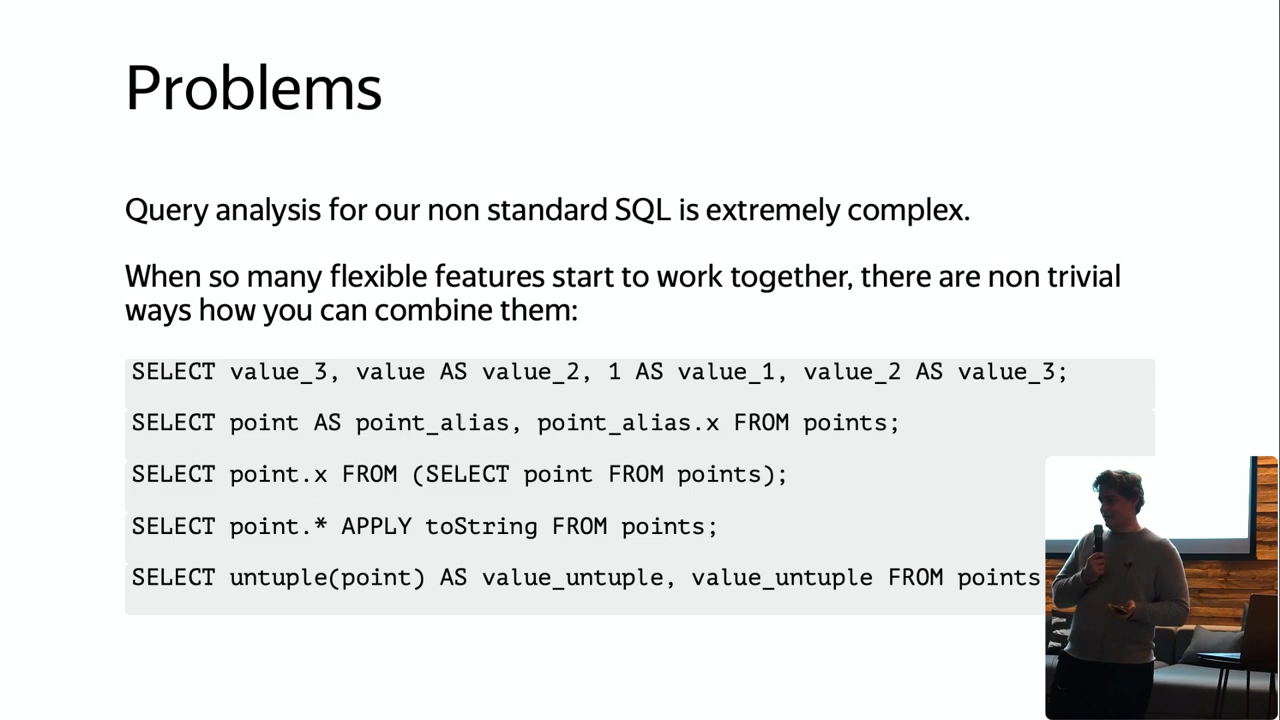 Problems
Query analysis for our non standard SQL is extremely complex.
When so many flexible features start to work together, there are non trivial
ways how you can combine them:
SELECT value_3, value AS value_2, 1 AS value_1, value_2 AS value_3;
SELECT point AS point_alias, point_alias.x FROM points;
SELECT point.x FROM (SELECT point FROM points);
SELECT point.* APPLY toString FROM points;
SELECT untuple(point) AS value_untuple, value_untuple FROM points